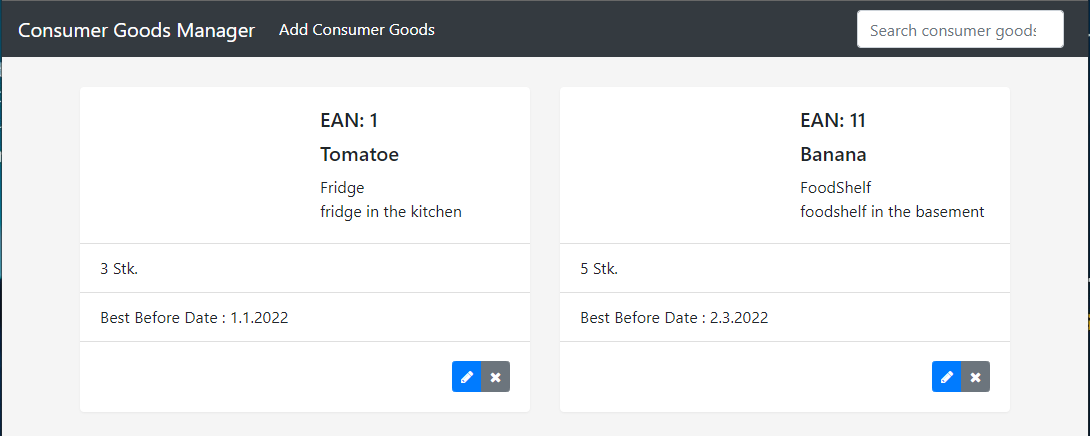 Consumer Goods Manager Add Consumer Goods Search consumer goods
EAN: 1
Tomatoe
Fridge
fridge in the kitchen
3 Stk.
Best Before Date : 1.1.2022
EAN: 11
Banana
FoodShelf
foodshelf in the basement
5 Stk.
Best Before Date : 2.3.2022